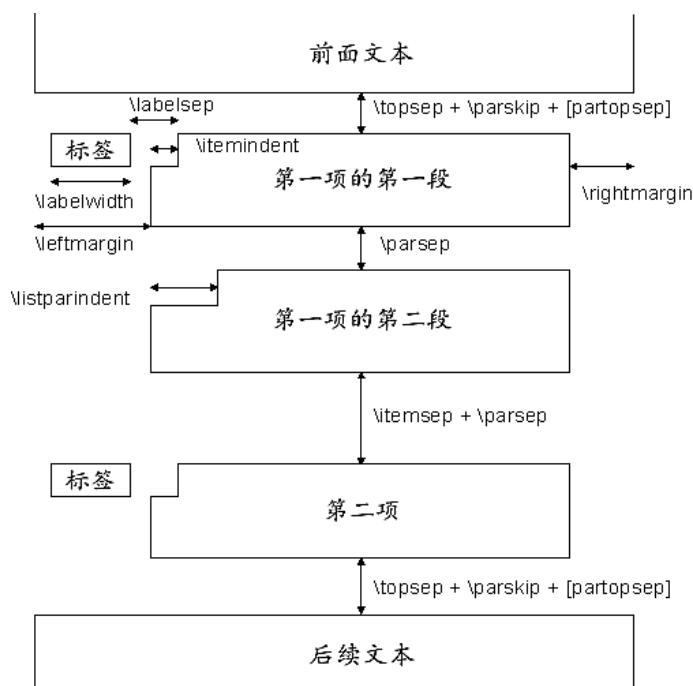 前面文本
\labelsep
\topsep + \parskip + [partopsep]
标签
\itemindent
第一项的第一段
\labelwidth
\rightmargin
\leftmargin
\parsep
\listparindent
第一项的第二段
\itemsep + \parsep
标签
第二项
\topsep + \parskip + [partopsep]
后续文本